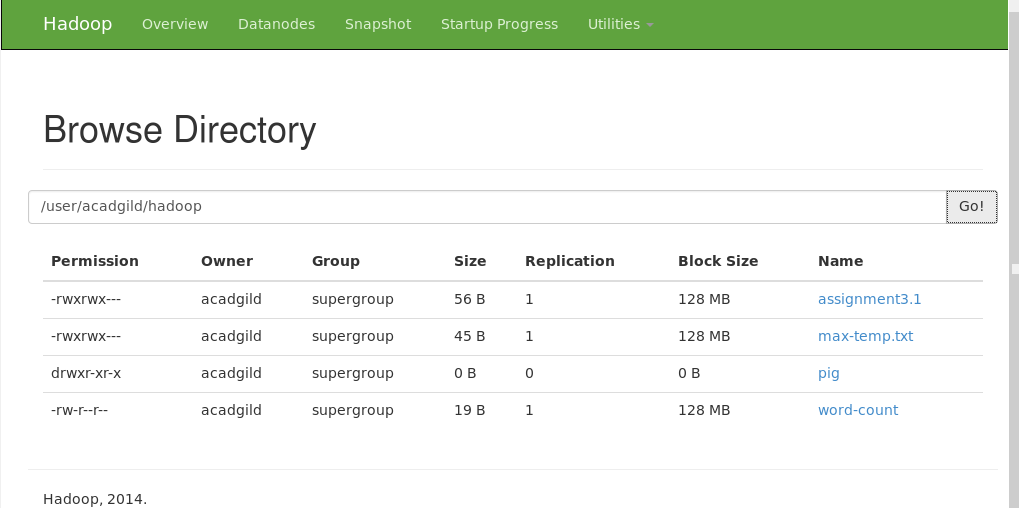 Hadoop Overview Datanodes Snapshot Startup Progress Utilities
Browse Directory
/user/acadgild/hadoop Go!
Permission Owner Group Size Replication Block Size Name
-rwxrwx--- acadgild supergroup 56 B 1 128 MB assignment3.1
-rwxrwx--- acadgild supergroup 45 B 1 128 MB max-temp.txt
drwxr-xr-x acadgild supergroup 0 B 0 0 B pig
-rw-r--r-- acadgild supergroup 19 B 1 128 MB word-count
Hadoop, 2014.